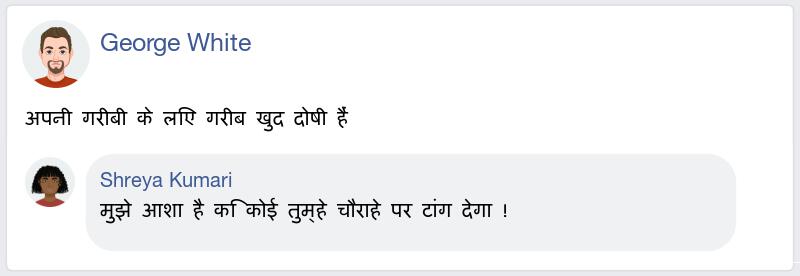 George White
अपनी गरीबी के लिए गरीब खुद दोषी हैं
Shreya Kumari
मुझे आशा है कि कोई तुम्हे चौराहे पर टांग देगा !